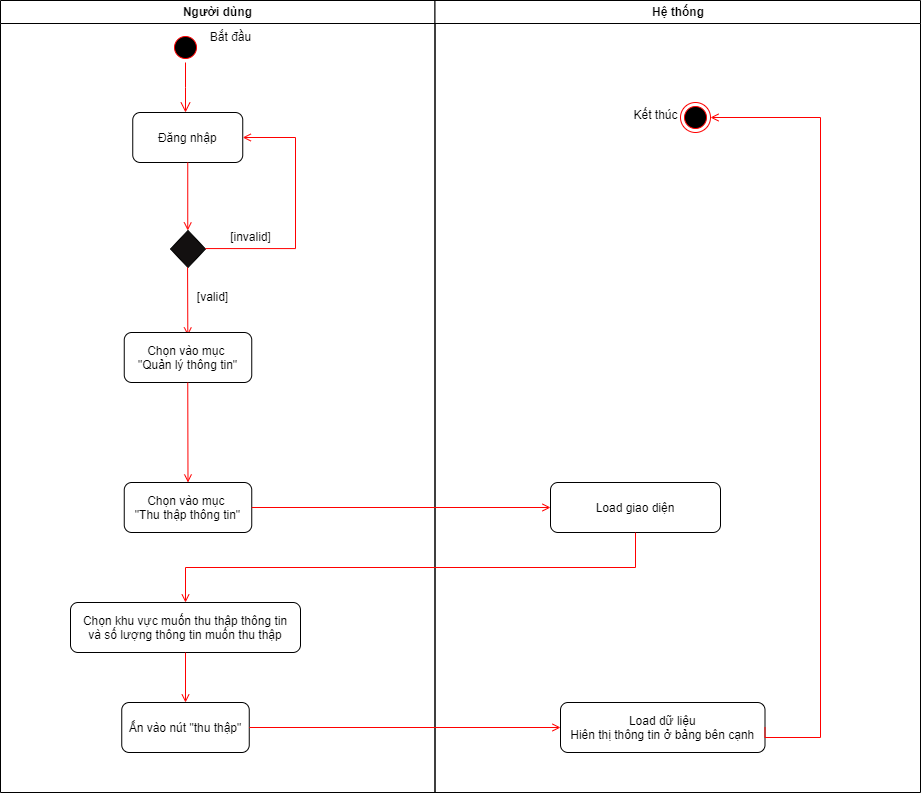 Người dùng
Hệ thống
Bắt đầu
Kết thúc
Đăng nhập
[invalid]
[valid]
Chọn vào mục
"Quản lý thông tin"
Chọn vào mục
"Thu thập thông tin"
Load giao diện
Chọn khu vực muốn thu thập thông tin
và số lượng thông tin muốn thu thập
Ấn vào nút "thu thập"
Load dữ liệu
Hiên thị thông tin ở bảng bên cạnh